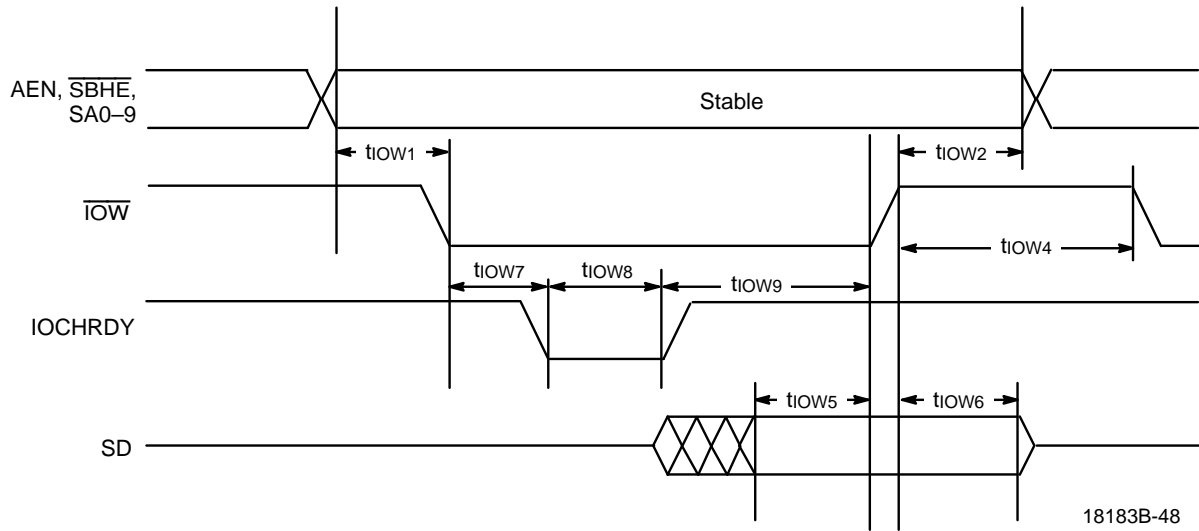 AEN, SBHE,
SA0–9
Stable
tIOW1
tIOW2
IOW
tIOW4
tIOW7
tIOW8
tIOW9
IOCHRDY
tIOW5
tIOW6
SD
18183B-48